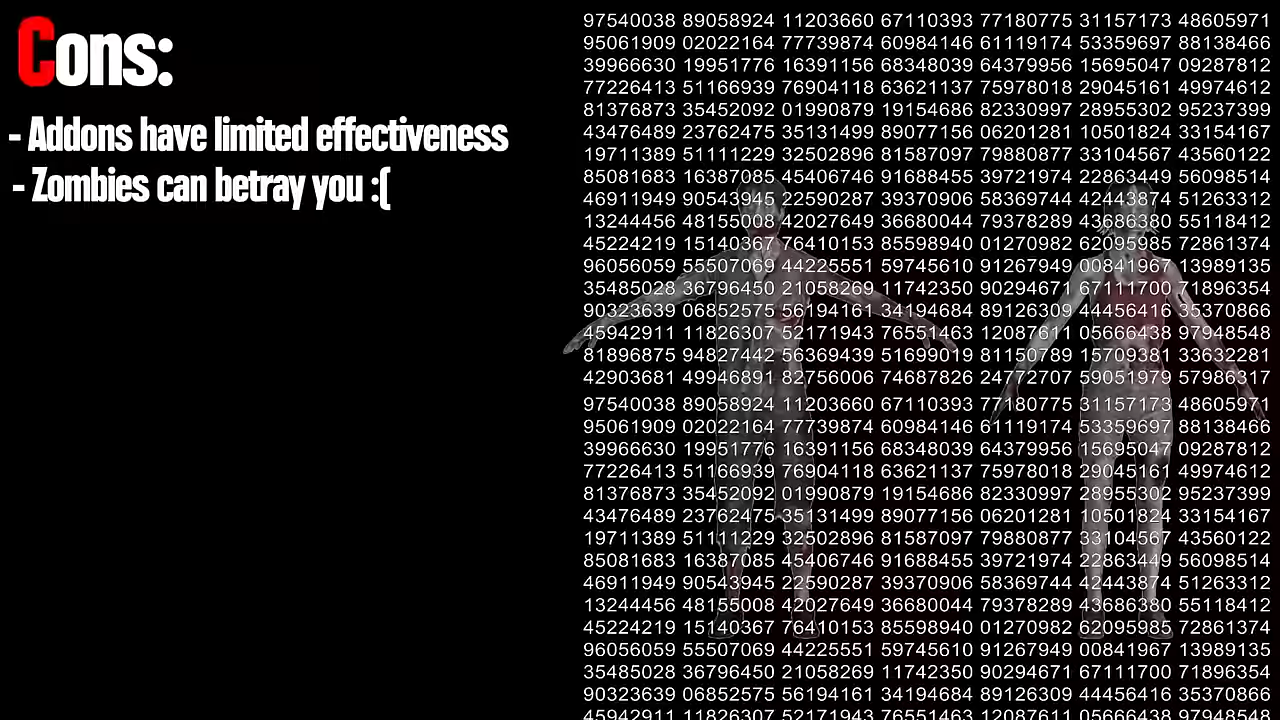 Cons:
- Addons have limited effectiveness
- Zombies can betray you :(
97540038 89058924 11203660 67110393 77180775 31157173 48605971
95061909 02022164 77739874 60984146 61119174 53359697 88138466
39966630 19951776 16391156 68348039 64379956 15695047 09287812
77226413 51166939 76904118 63621137 75978018 29045161 49974612
81376873 35452092 01990879 19154686 82330997 28955302 95237399
43476489 23762475 35131499 89077156 06201281 10501824 33154167
19711389 51111229 32502896 81587097 79880877 33104567 43560122
85081683 16387085 45406746 91688455 39721974 22863449 56098514
46911949 90543945 22590287 39370906 58369744 42443874 51263312
13244456 48155008 42027649 36680044 79378289 43686380 55118412
45224219 15140367 76410153 85598940 01270982 62095985 72861374
96056059 55507069 44225551 59745610 91267949 00841967 13989135
35485028 36796450 21058269 11742350 90294671 67111700 71896354
90323639 06852575 56194161 34194684 89126309 44456416 35370866
45942911 11826307 52171943 76551463 12087611 05666438 97948548
81896875 94827442 56369439 51699019 81150789 15709381 33632281
42903681 49946891 82756006 74687826 24772707 59051979 57986317
97540038 89058924 11203660 67110393 77180775 31157173 48605971
95061909 02022164 77739874 60984146 61119174 53359697 88138466
39966630 19951776 16391156 68348039 64379956 15695047 09287812
77226413 51166939 76904118 63621137 75978018 29045161 49974612
81376873 35452092 01990879 19154686 82330997 28955302 95237399
43476489 23762475 35131499 89077156 06201281 10501824 33154167
19711389 51111229 32502896 81587097 79880877 33104567 43560122
85081683 16387085 45406746 91688455 39721974 22863449 56098514
46911949 90543945 22590287 39370906 58369744 42443874 51263312
13244456 48155008 42027649 36680044 79378289 43686380 55118412
45224219 15140367 76410153 85598940 01270982 62095985 72861374
96056059 55507069 44225551 59745610 91267949 00841967 13989135
35485028 36796450 21058269 11742350 90294671 67111700 71896354
90323639 06852575 56194161 34194684 89126309 44456416 35370866
45942911 11826307 52171943 76551463 12087611 05666438 97948548